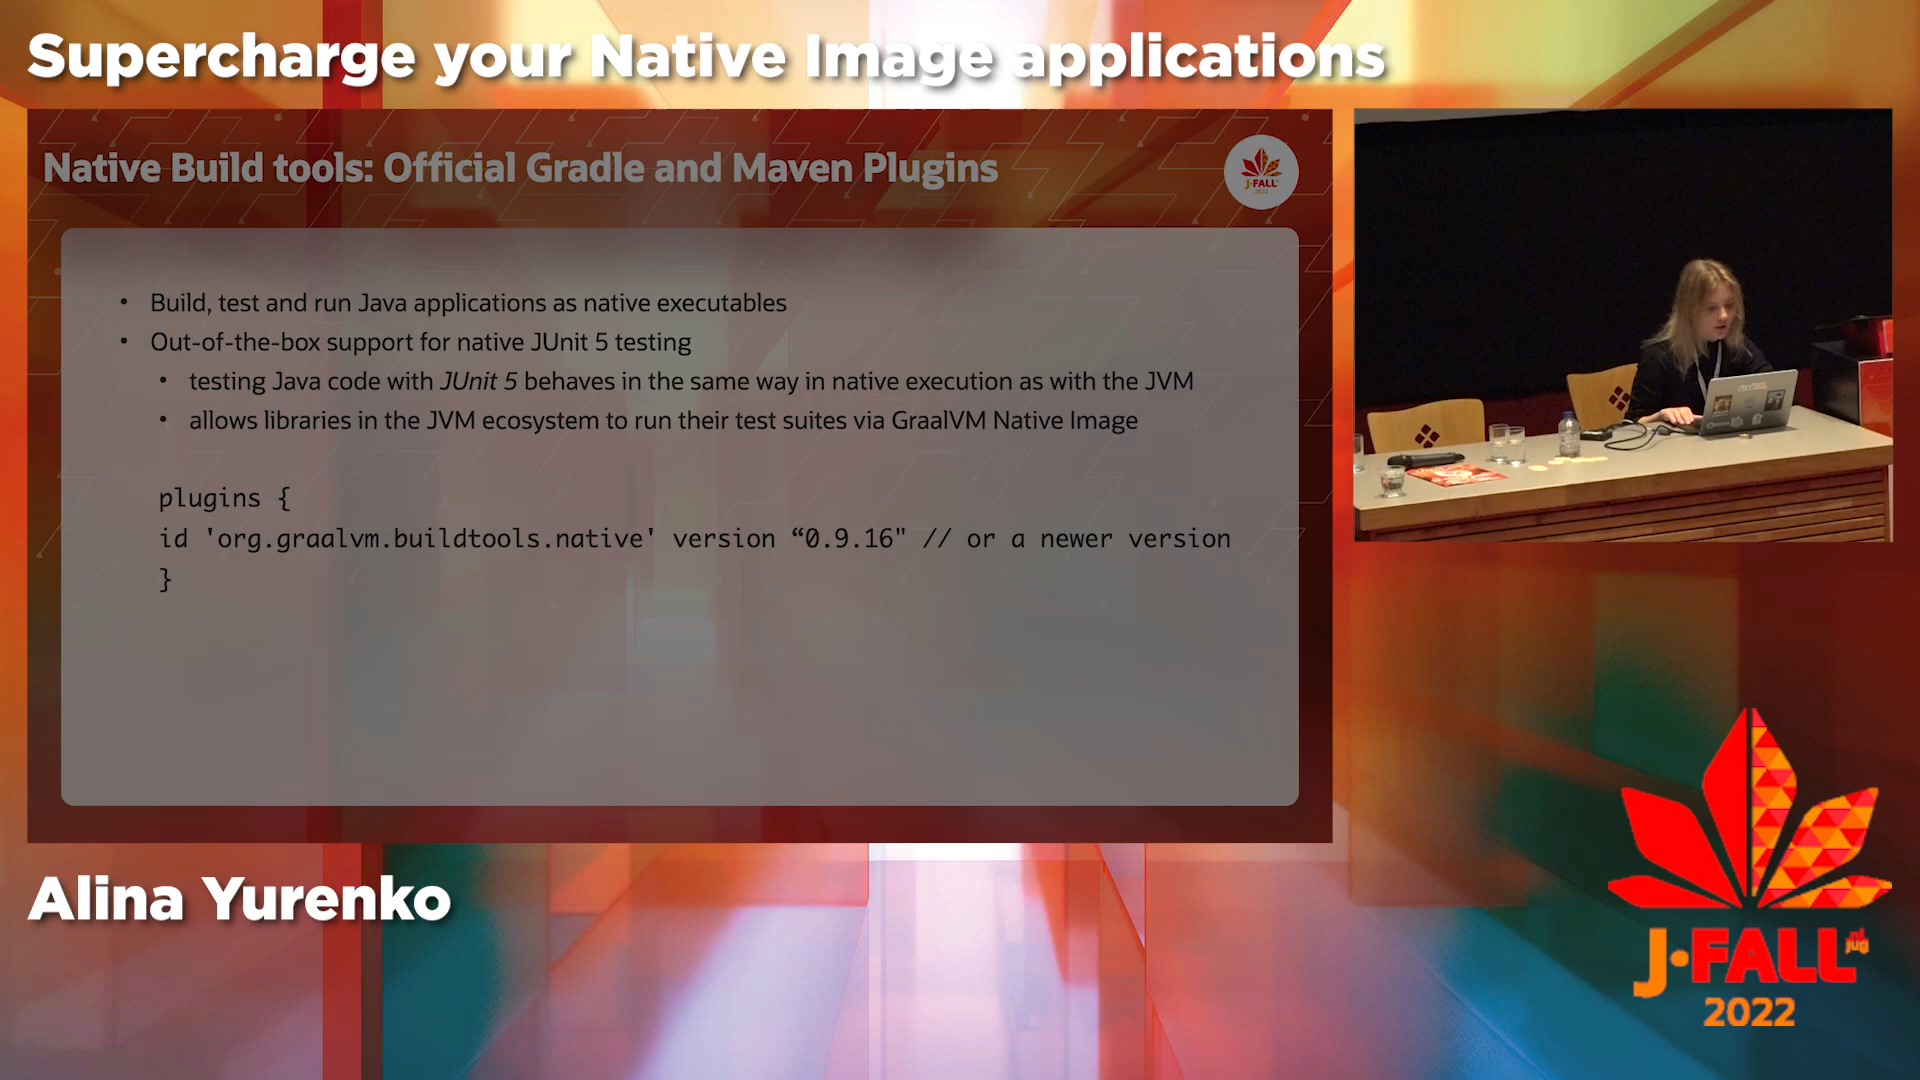 Supercharge your Native Image applications
Native Build tools: Official Gradle and Maven Plugins
J-FALL
2022
• Build, test and run Java applications as native executables
• Out-of-the-box support for native JUnit 5 testing
• testing Java code with JUnit 5 behaves in the same way in native execution as with the JVM
• allows libraries in the JVM ecosystem to run their test suites via GraalVM Native Image
plugins {
id 'org.graalvm.buildtools.native' version “0.9.16" // or a newer version
}
Alina Yurenko
J•FALL nl jug
2022